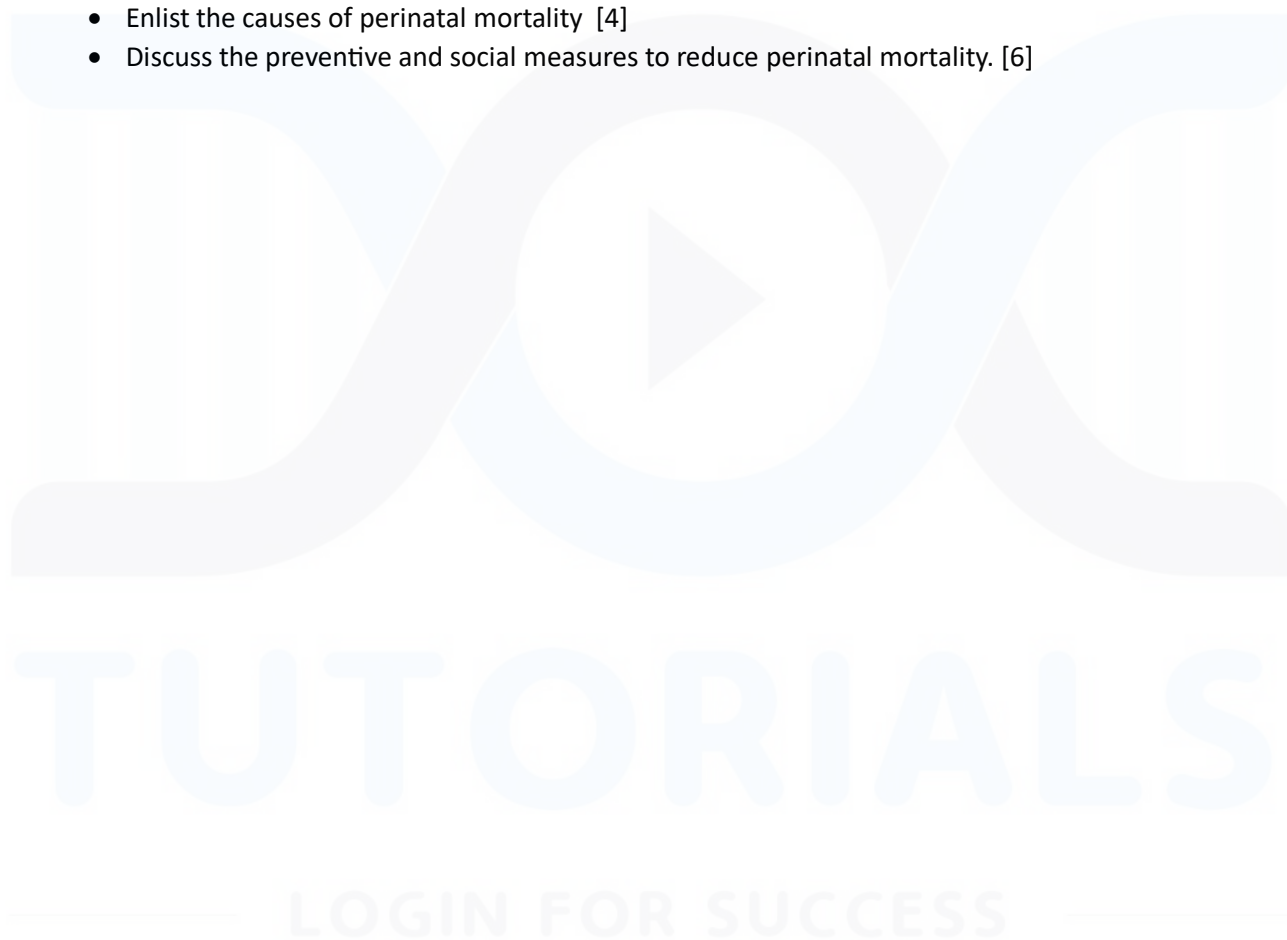 • Enlist the causes of perinatal mortality [4]
• Discuss the preventive and social measures to reduce perinatal mortality. [6]
TUTORIALS
LOGIN FOR SUCCESS